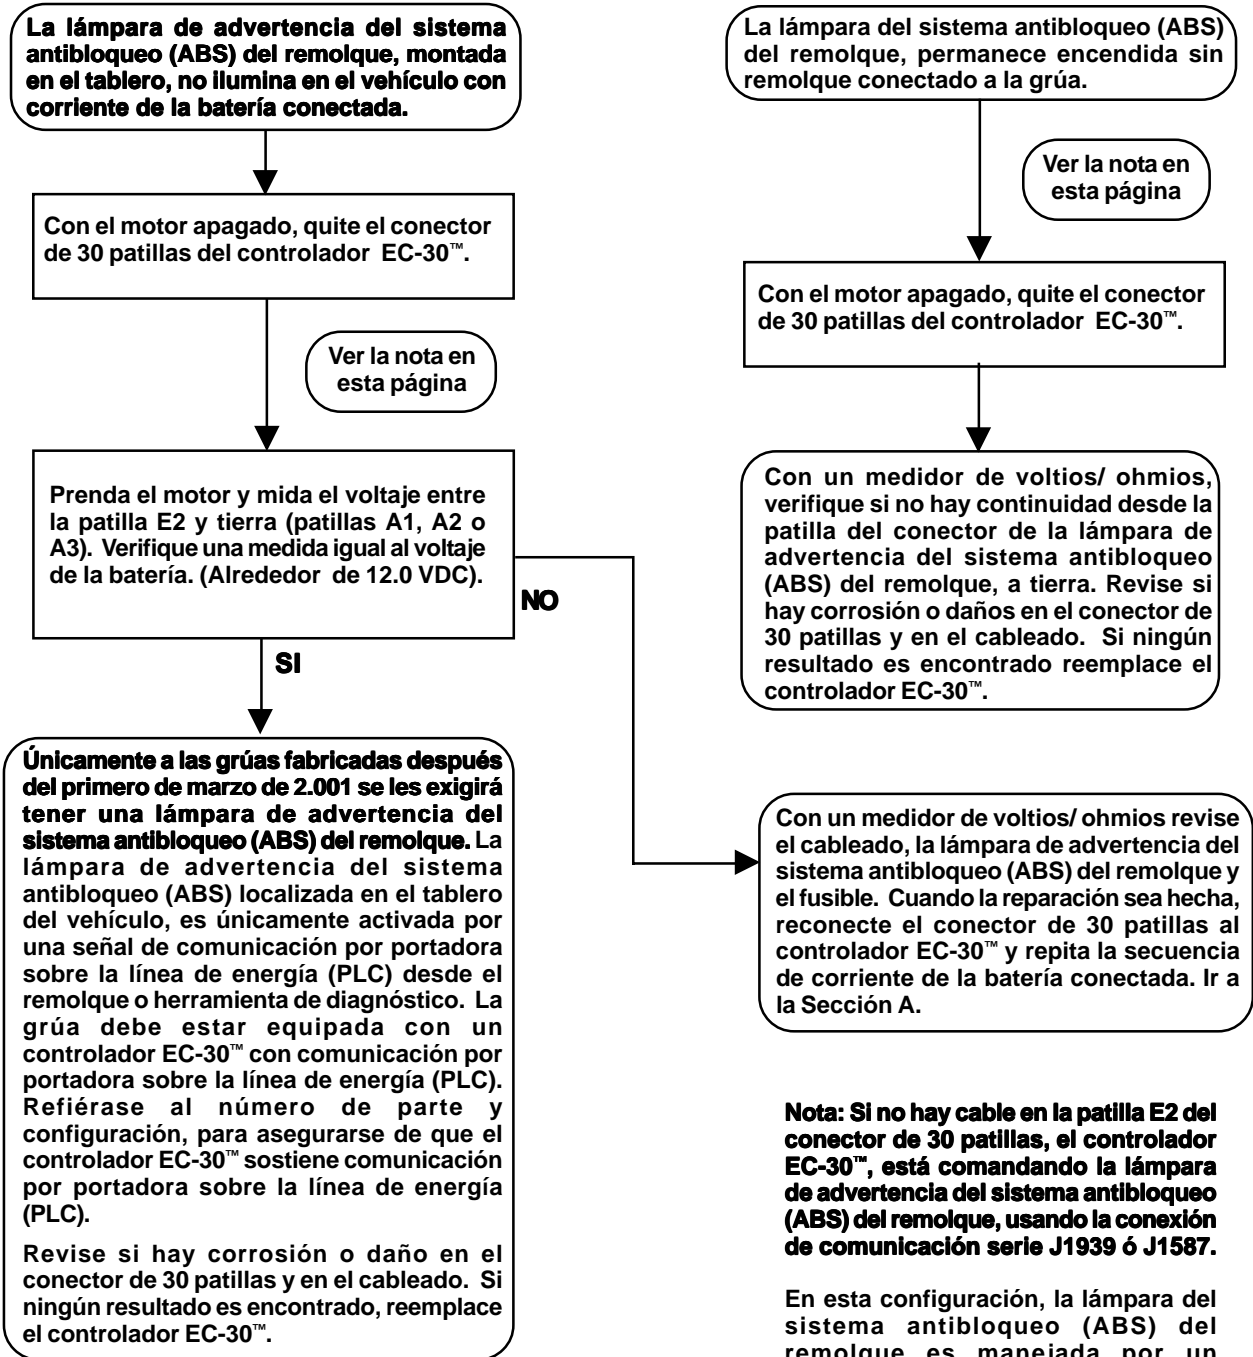 La lámpara de advertencia del sistema
antibloqueo (ABS) del remolque, montada
en el tablero, no ilumina en el vehículo con
corriente de la batería conectada.
Con el motor apagado, quite el conector
de 30 patillas del controlador EC-30™.
Ver la nota en
esta página
Prenda el motor y mida el voltaje entre
la patilla E2 y tierra (patillas A1, A2 o
A3). Verifique una medida igual al voltaje
de la batería. (Alrededor de 12.0 VDC).
NO
SI
Únicamente a las grúas fabricadas después
del primero de marzo de 2.001 se les exigirá
tener una lámpara de advertencia del
sistema antibloqueo (ABS) del remolque. La
lámpara de advertencia del sistema
antibloqueo (ABS) localizada en el tablero
del vehículo, es únicamente activada por
una señal de comunicación por portadora
sobre la línea de energía (PLC) desde el
remolque o herramienta de diagnóstico. La
grúa debe estar equipada con un
controlador EC-30™ con comunicación por
portadora sobre la línea de energía (PLC).
Refiérase al número de parte y
configuración, para asegurarse de que el
controlador EC-30™ sostiene comunicación
por portadora sobre la línea de energía
(PLC).
Revise si hay corrosión o daño en el
conector de 30 patillas y en el cableado. Si
ningún resultado es encontrado, reemplace
el controlador EC-30™.
La lámpara del sistema antibloqueo (ABS)
del remolque, permanece encendida sin
remolque conectado a la grúa.
Ver la nota en
esta página
Con el motor apagado, quite el conector
de 30 patillas del controlador EC-30™.
Con un medidor de voltios/ ohmios,
verifique si no hay continuidad desde la
patilla del conector de la lámpara de
advertencia del sistema antibloqueo
(ABS) del remolque, a tierra. Revise si
hay corrosión o daños en el conector de
30 patillas y en el cableado. Si ningún
resultado es encontrado reemplace el
controlador EC-30™.
Con un medidor de voltios/ ohmios revise
el cableado, la lámpara de advertencia del
sistema antibloqueo (ABS) del remolque y
el fusible. Cuando la reparación sea hecha,
reconecte el conector de 30 patillas al
controlador EC-30™ y repita la secuencia
de corriente de la batería conectada. Ir a
la Sección A.
Nota: Si no hay cable en la patilla E2 del
conector de 30 patillas, el controlador
EC-30™, está comandando la lámpara
de advertencia del sistema antibloqueo
(ABS) del remolque, usando la conexión
de comunicación serie J1939 ó J1587.
En esta configuración, la lámpara del
sistema antibloqueo (ABS) del
remolque es manejada por un